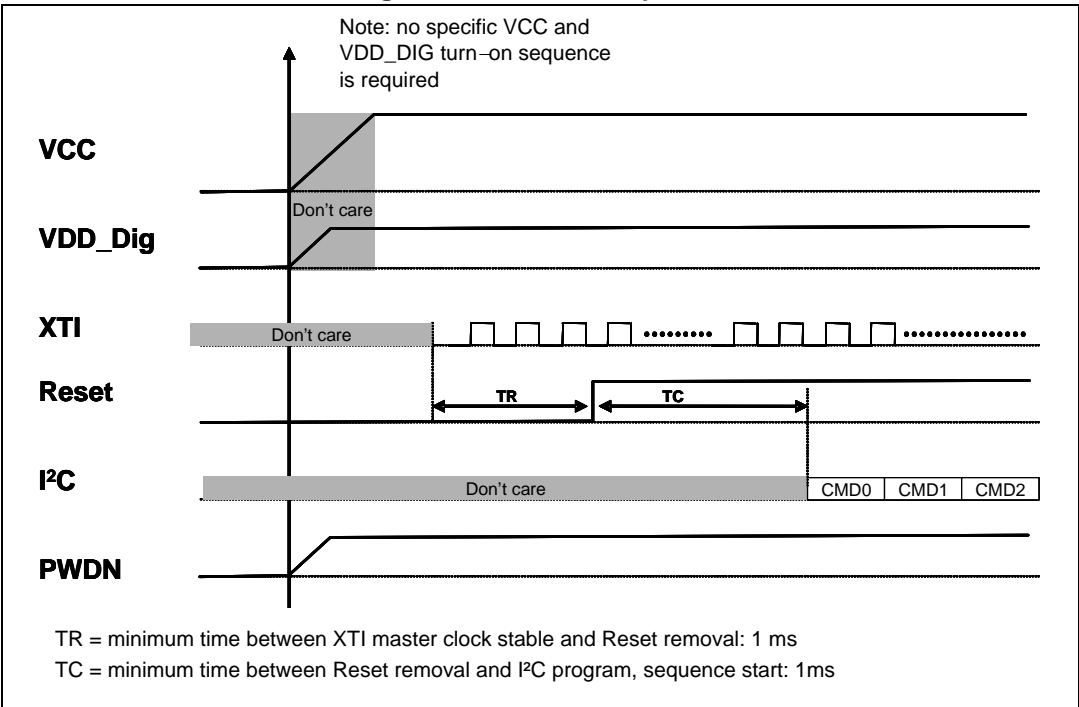 Note: no specific VCC and
VDD_DIG turn–on sequence
is required
VCC
Don't care
VDD_Dig
XTI
Don't care
Reset
TR
TC
I²C
Don't care
CMD0
CMD1
CMD2
PWDN
TR = minimum time between XTI master clock stable and Reset removal: 1 ms
TC = minimum time between Reset removal and I²C program, sequence start: 1ms